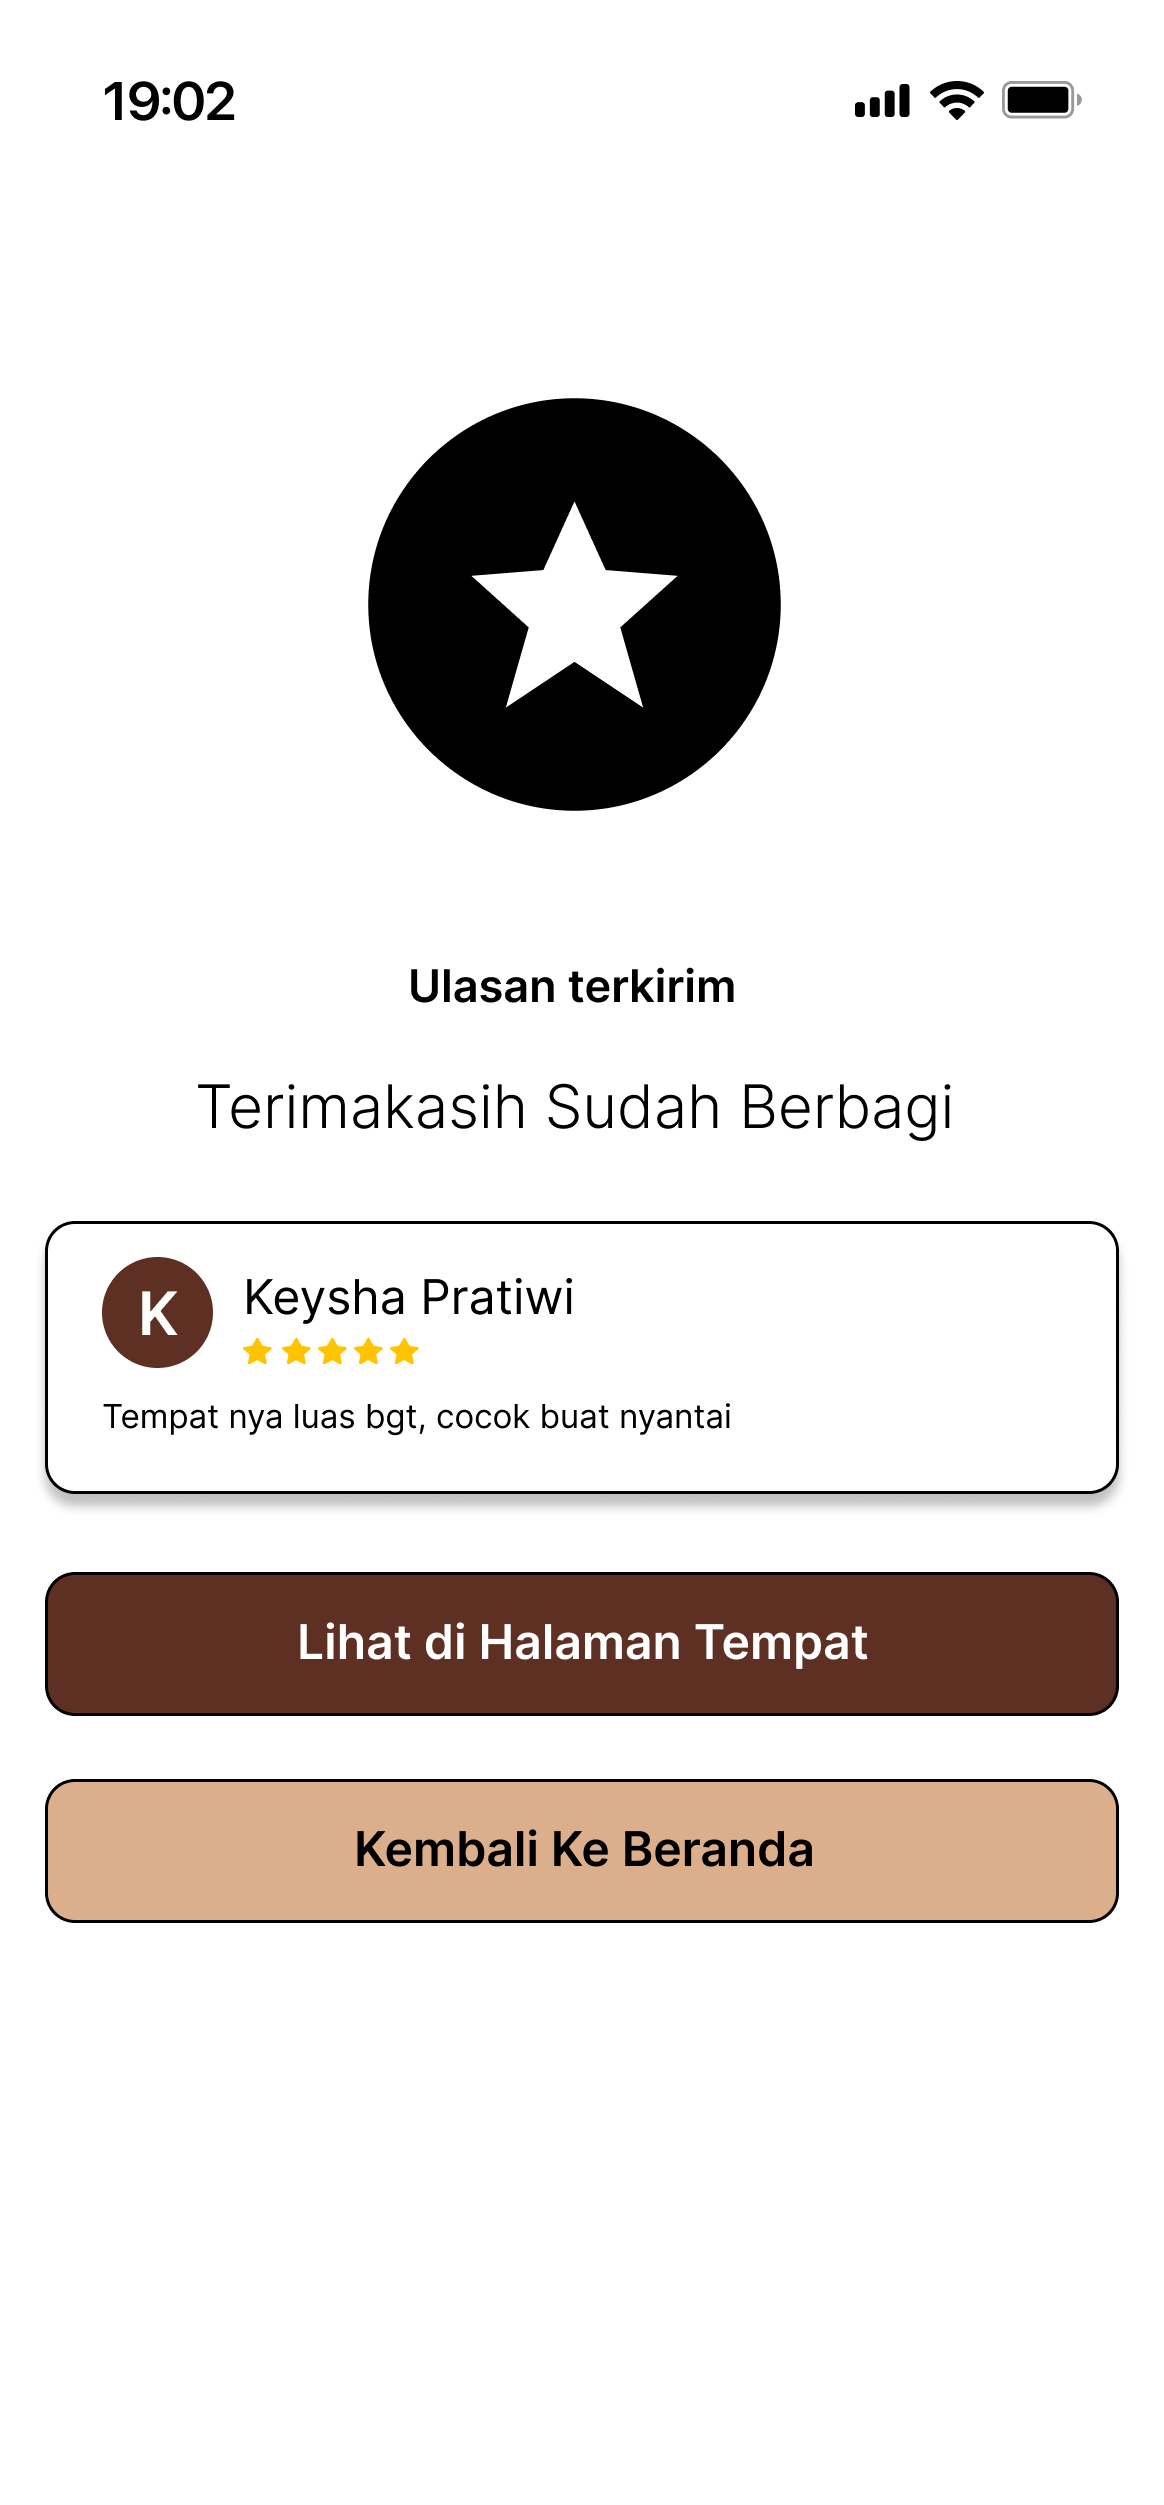 19:02
Ulasan terkirim
Terimakasih Sudah Berbagi
K
Keysha Pratiwi
Tempat nya luas bgt, cocok buat nyantai
Lihat di Halaman Tempat
Kembali Ke Beranda